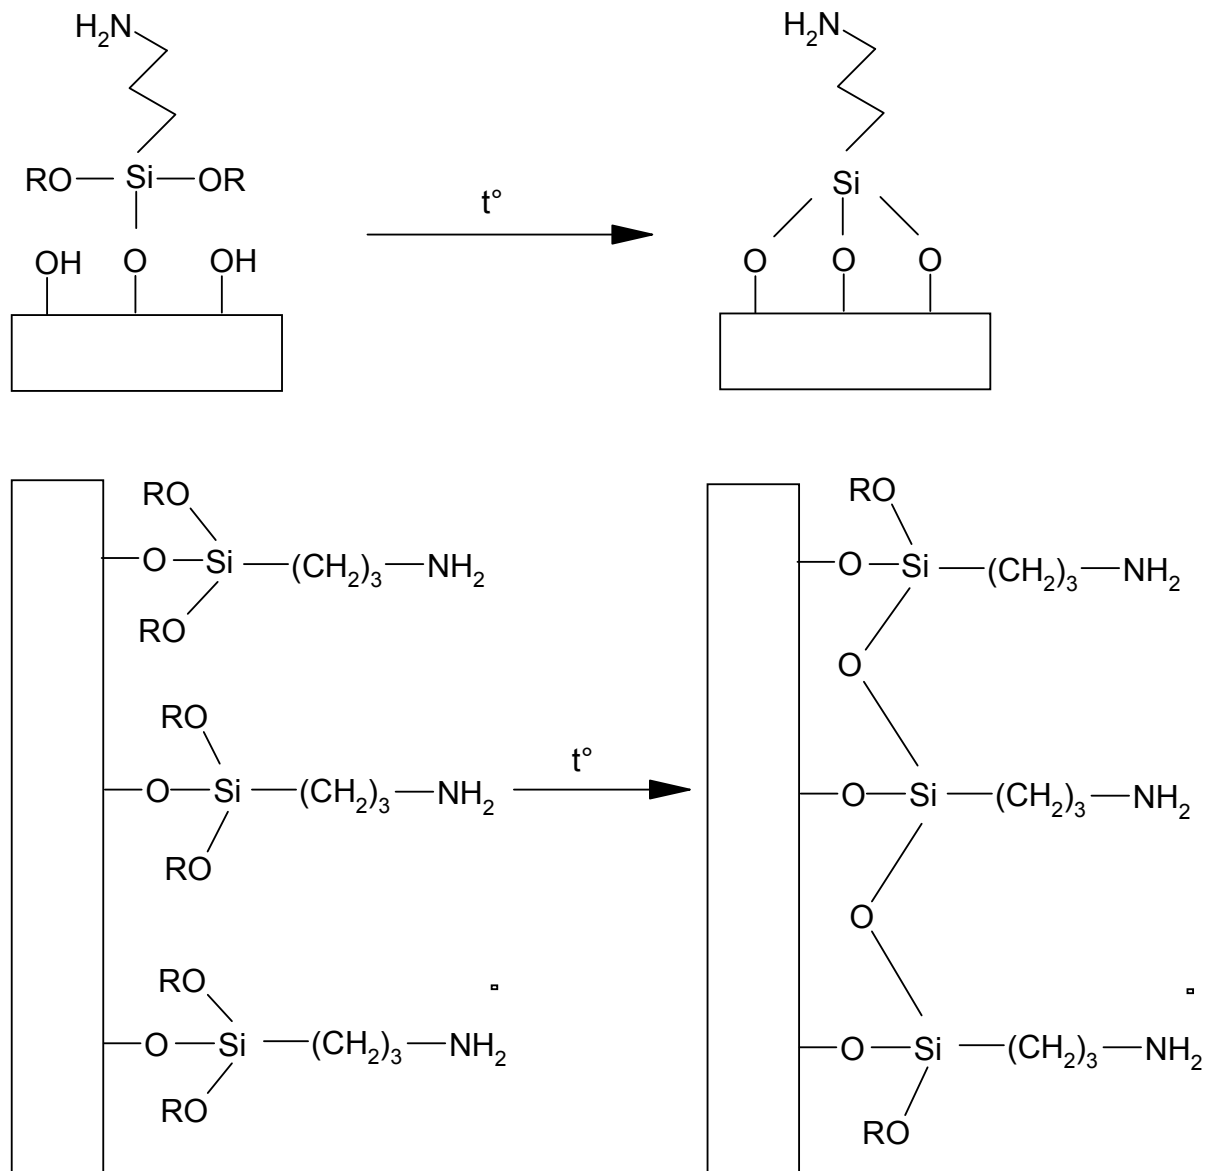 H2N H2N
RO Si OR Si
t°
OH O OH O O O
RO RO
O Si (CH2)3 NH2 O Si (CH2)3 NH2
RO O
RO
t°
O Si (CH2)3 NH2 O Si (CH2)3 NH2
RO O
RO
O Si (CH2)3 NH2 O Si (CH2)3 NH2
RO RO